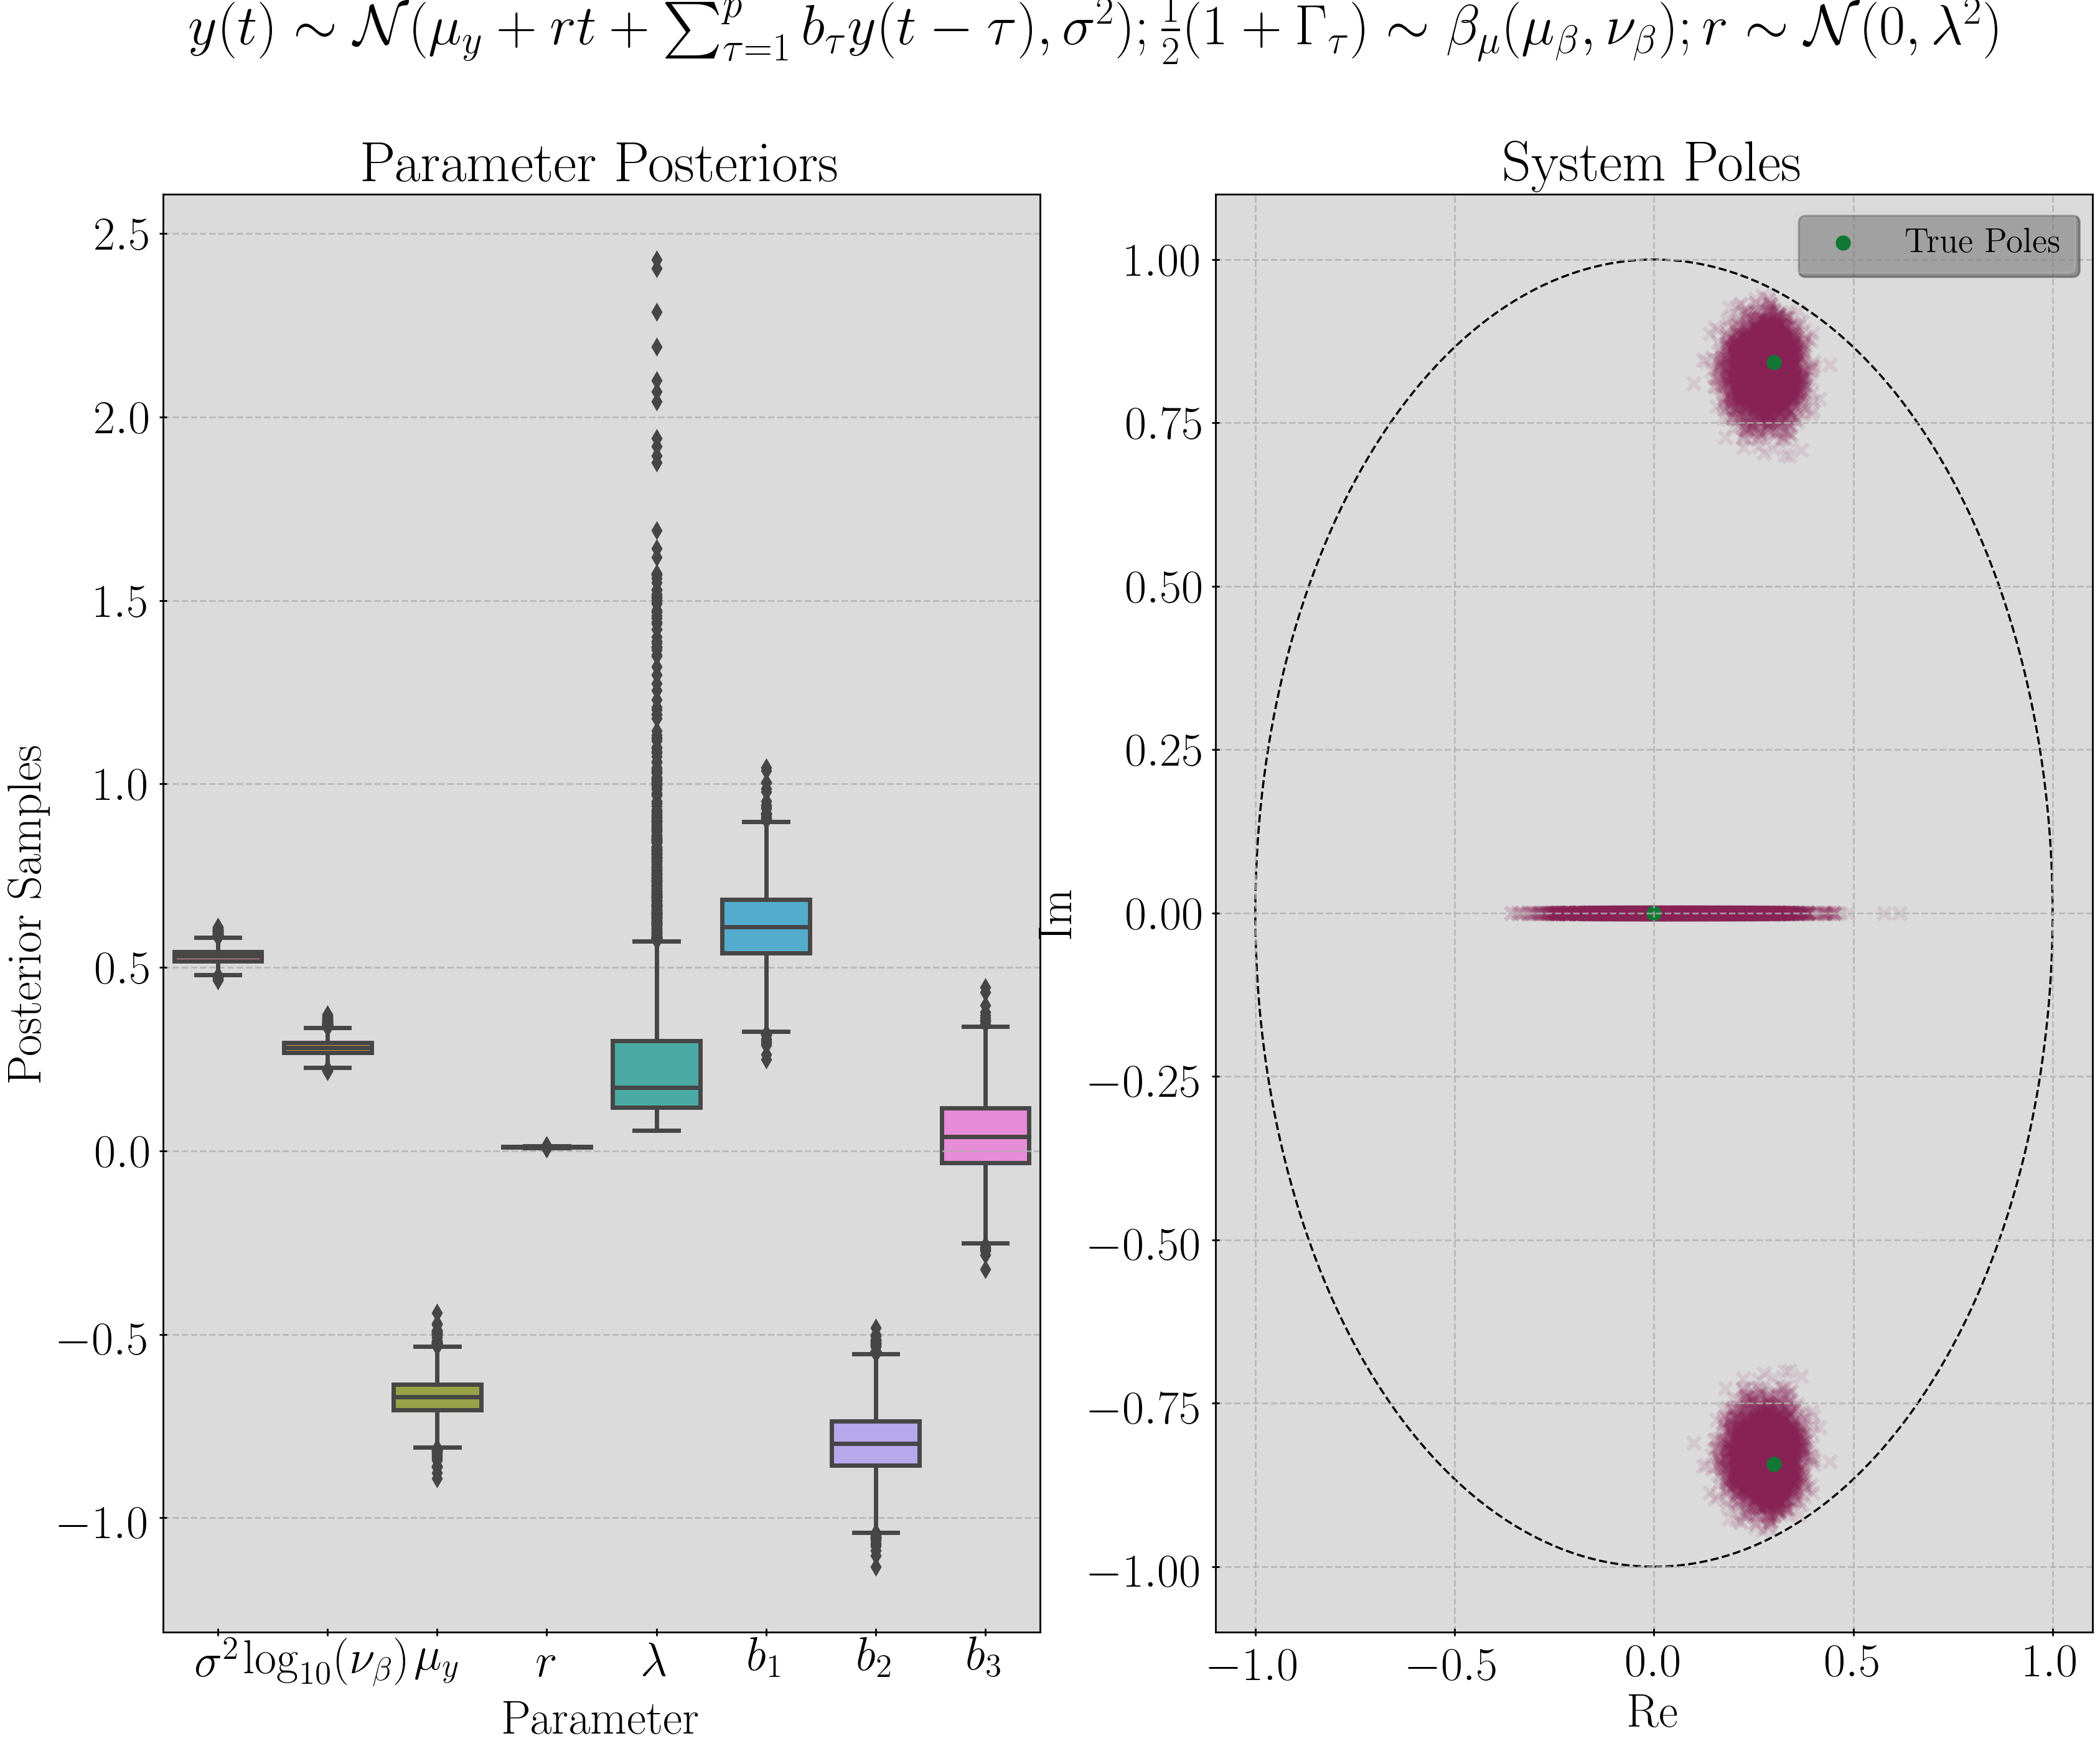 y(t) ∼ 𝒩(μ_y + rt + ∑_{τ=1}^{p} b_τ y(t − τ), σ²); ½(1 + Γ_τ) ∼ β_μ(μ_β, ν_β); r ∼ 𝒩(0, λ²)
Parameter Posteriors
2.5
2.0
1.5
1.0
0.5
0.0
−0.5
−1.0
Posterior Samples
σ² log₁₀(ν_β) μ_y r λ b₁ b₂ b₃
Parameter
System Poles
True Poles
1.00
0.75
0.50
0.25
0.00
−0.25
−0.50
−0.75
−1.00
Im
−1.0 −0.5 0.0 0.5 1.0
Re